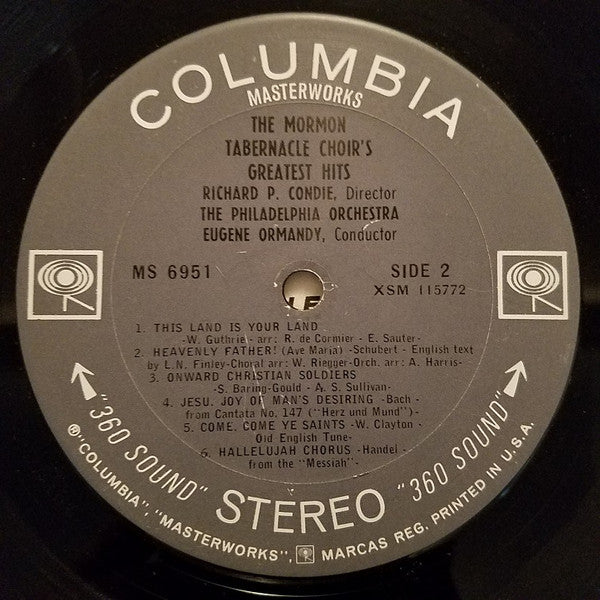 COLUMBIA
MASTERWORKS
THE MORMON
TABERNACLE CHOIR'S
GREATEST HITS
RICHARD P. CONDIE, Director
THE PHILADELPHIA ORCHESTRA
EUGENE ORMANDY, Conductor
MS 6951
SIDE 2
XSM 115772
1. THIS LAND IS YOUR LAND
-W. Guthrie - arr: R. de Cormier - E. Sauter-
2. HEAVENLY FATHER! (Ave Maria) -Schubert - English text
by L.N. Finley-Choral arr: W. Riegger-Orch. arr: A. Harris-
3. ONWARD CHRISTIAN SOLDIERS
-S. Baring-Gould - A. S. Sullivan-
4. JESU, JOY OF MAN'S DESIRING -Bach -
from Cantata No. 147 ("Herz und Mund")-
5. COME, COME YE SAINTS - W. Clayton -
Old English Tune-
6. HALLELUJAH CHORUS -Handel -
from the "Messiah"-
"360 SOUND" STEREO "360 SOUND"
®"COLUMBIA", "MASTERWORKS", MARCAS REG. PRINTED IN U.S.A.